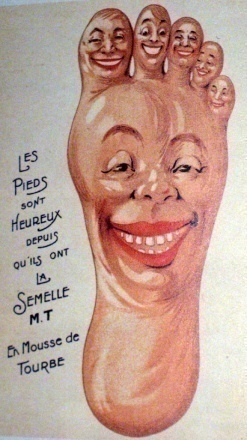 LES
PIEDS
SONT
HEUREUX
DEPUIS
QU'ILS ONT
LA
SEMELLE
M.T
En MOUSSE de
TOURBE